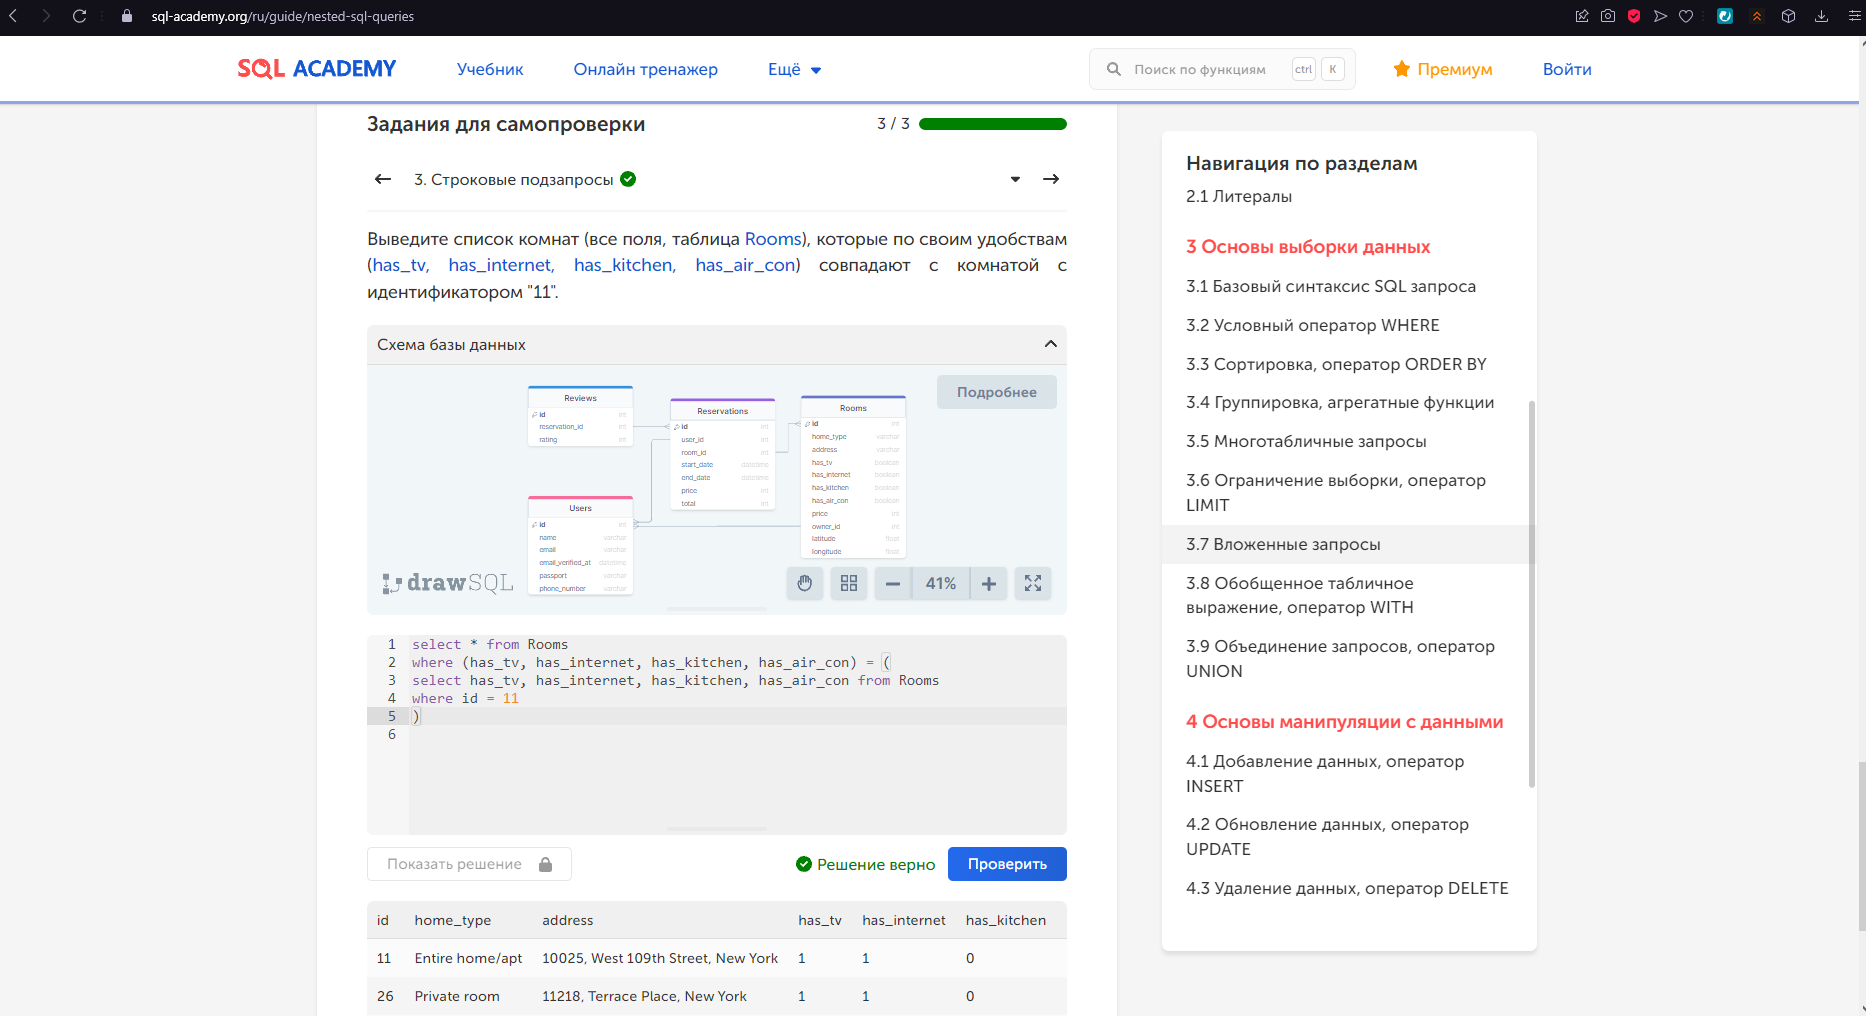 sql-academy.org/ru/guide/nested-sql-queries
SQL ACADEMY
Учебник
Онлайн тренажер
Ещё
Поиск по функциям
ctrl
K
Премиум
Войти
Задания для самопроверки
3 / 3
3. Строковые подзапросы
Выведите список комнат (все поля, таблица Rooms), которые по своим удобствам
(has_tv, has_internet, has_kitchen, has_air_con) совпадают с комнатой с
идентификатором "11".
Схема базы данных
Подробнее
Reviews
id int
reservation_id int
rating int
Reservations
id int
user_id int
room_id int
start_date datetime
end_date datetime
price int
total int
Rooms
id int
home_type varchar
address varchar
has_tv boolean
has_internet boolean
has_kitchen boolean
has_air_con boolean
price int
owner_id int
latitude float
longitude float
Users
id int
name varchar
email varchar
email_verified_at datetime
passport varchar
phone_number varchar
drawSQL
41%
1 select * from Rooms
2 where (has_tv, has_internet, has_kitchen, has_air_con) = (
3 select has_tv, has_internet, has_kitchen, has_air_con from Rooms
4 where id = 11
5 )
6
Показать решение
Решение верно
Проверить
id home_type address has_tv has_internet has_kitchen
11 Entire home/apt 10025, West 109th Street, New York 1 1 0
26 Private room 11218, Terrace Place, New York 1 1 0
Навигация по разделам
2.1 Литералы
3 Основы выборки данных
3.1 Базовый синтаксис SQL запроса
3.2 Условный оператор WHERE
3.3 Сортировка, оператор ORDER BY
3.4 Группировка, агрегатные функции
3.5 Многотабличные запросы
3.6 Ограничение выборки, оператор
LIMIT
3.7 Вложенные запросы
3.8 Обобщенное табличное
выражение, оператор WITH
3.9 Объединение запросов, оператор
UNION
4 Основы манипуляции с данными
4.1 Добавление данных, оператор
INSERT
4.2 Обновление данных, оператор
UPDATE
4.3 Удаление данных, оператор DELETE